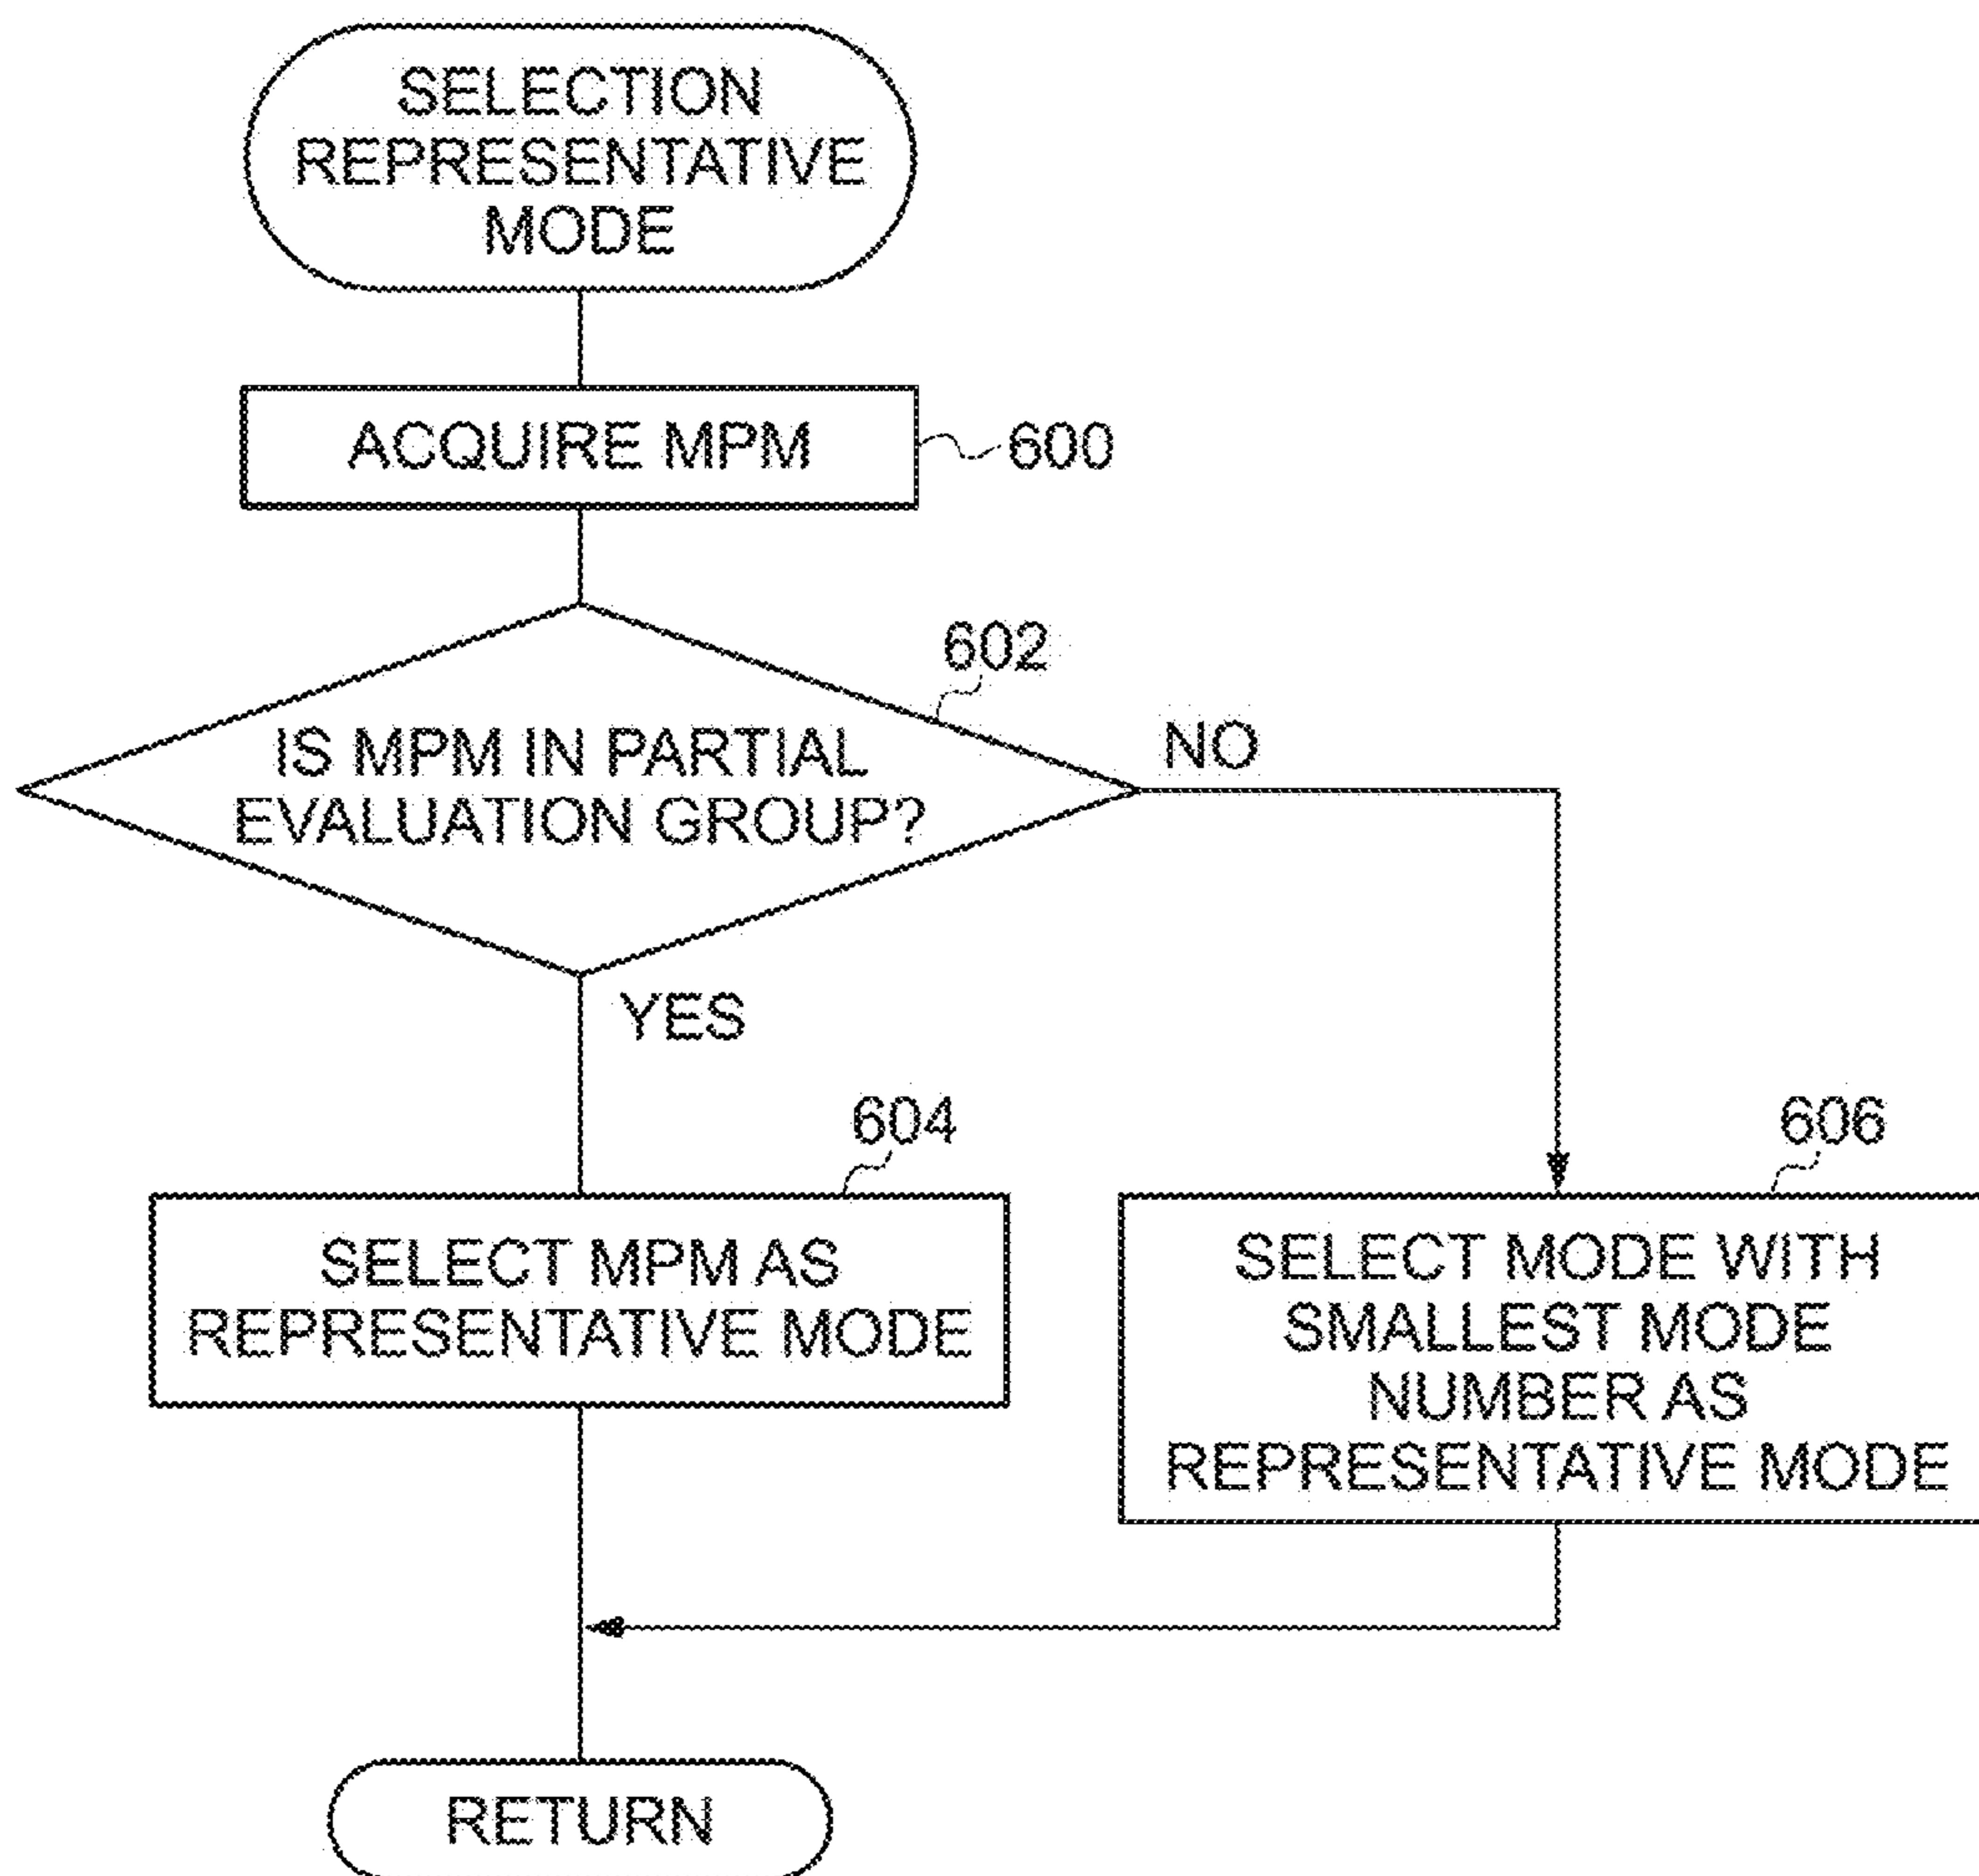 SELECTION
REPRESENTATIVE
MODE
ACQUIRE MPM
600
602
IS MPM IN PARTIAL
EVALUATION GROUP?
NO
YES
604
SELECT MPM AS
REPRESENTATIVE MODE
606
SELECT MODE WITH
SMALLEST MODE
NUMBER AS
REPRESENTATIVE MODE
RETURN